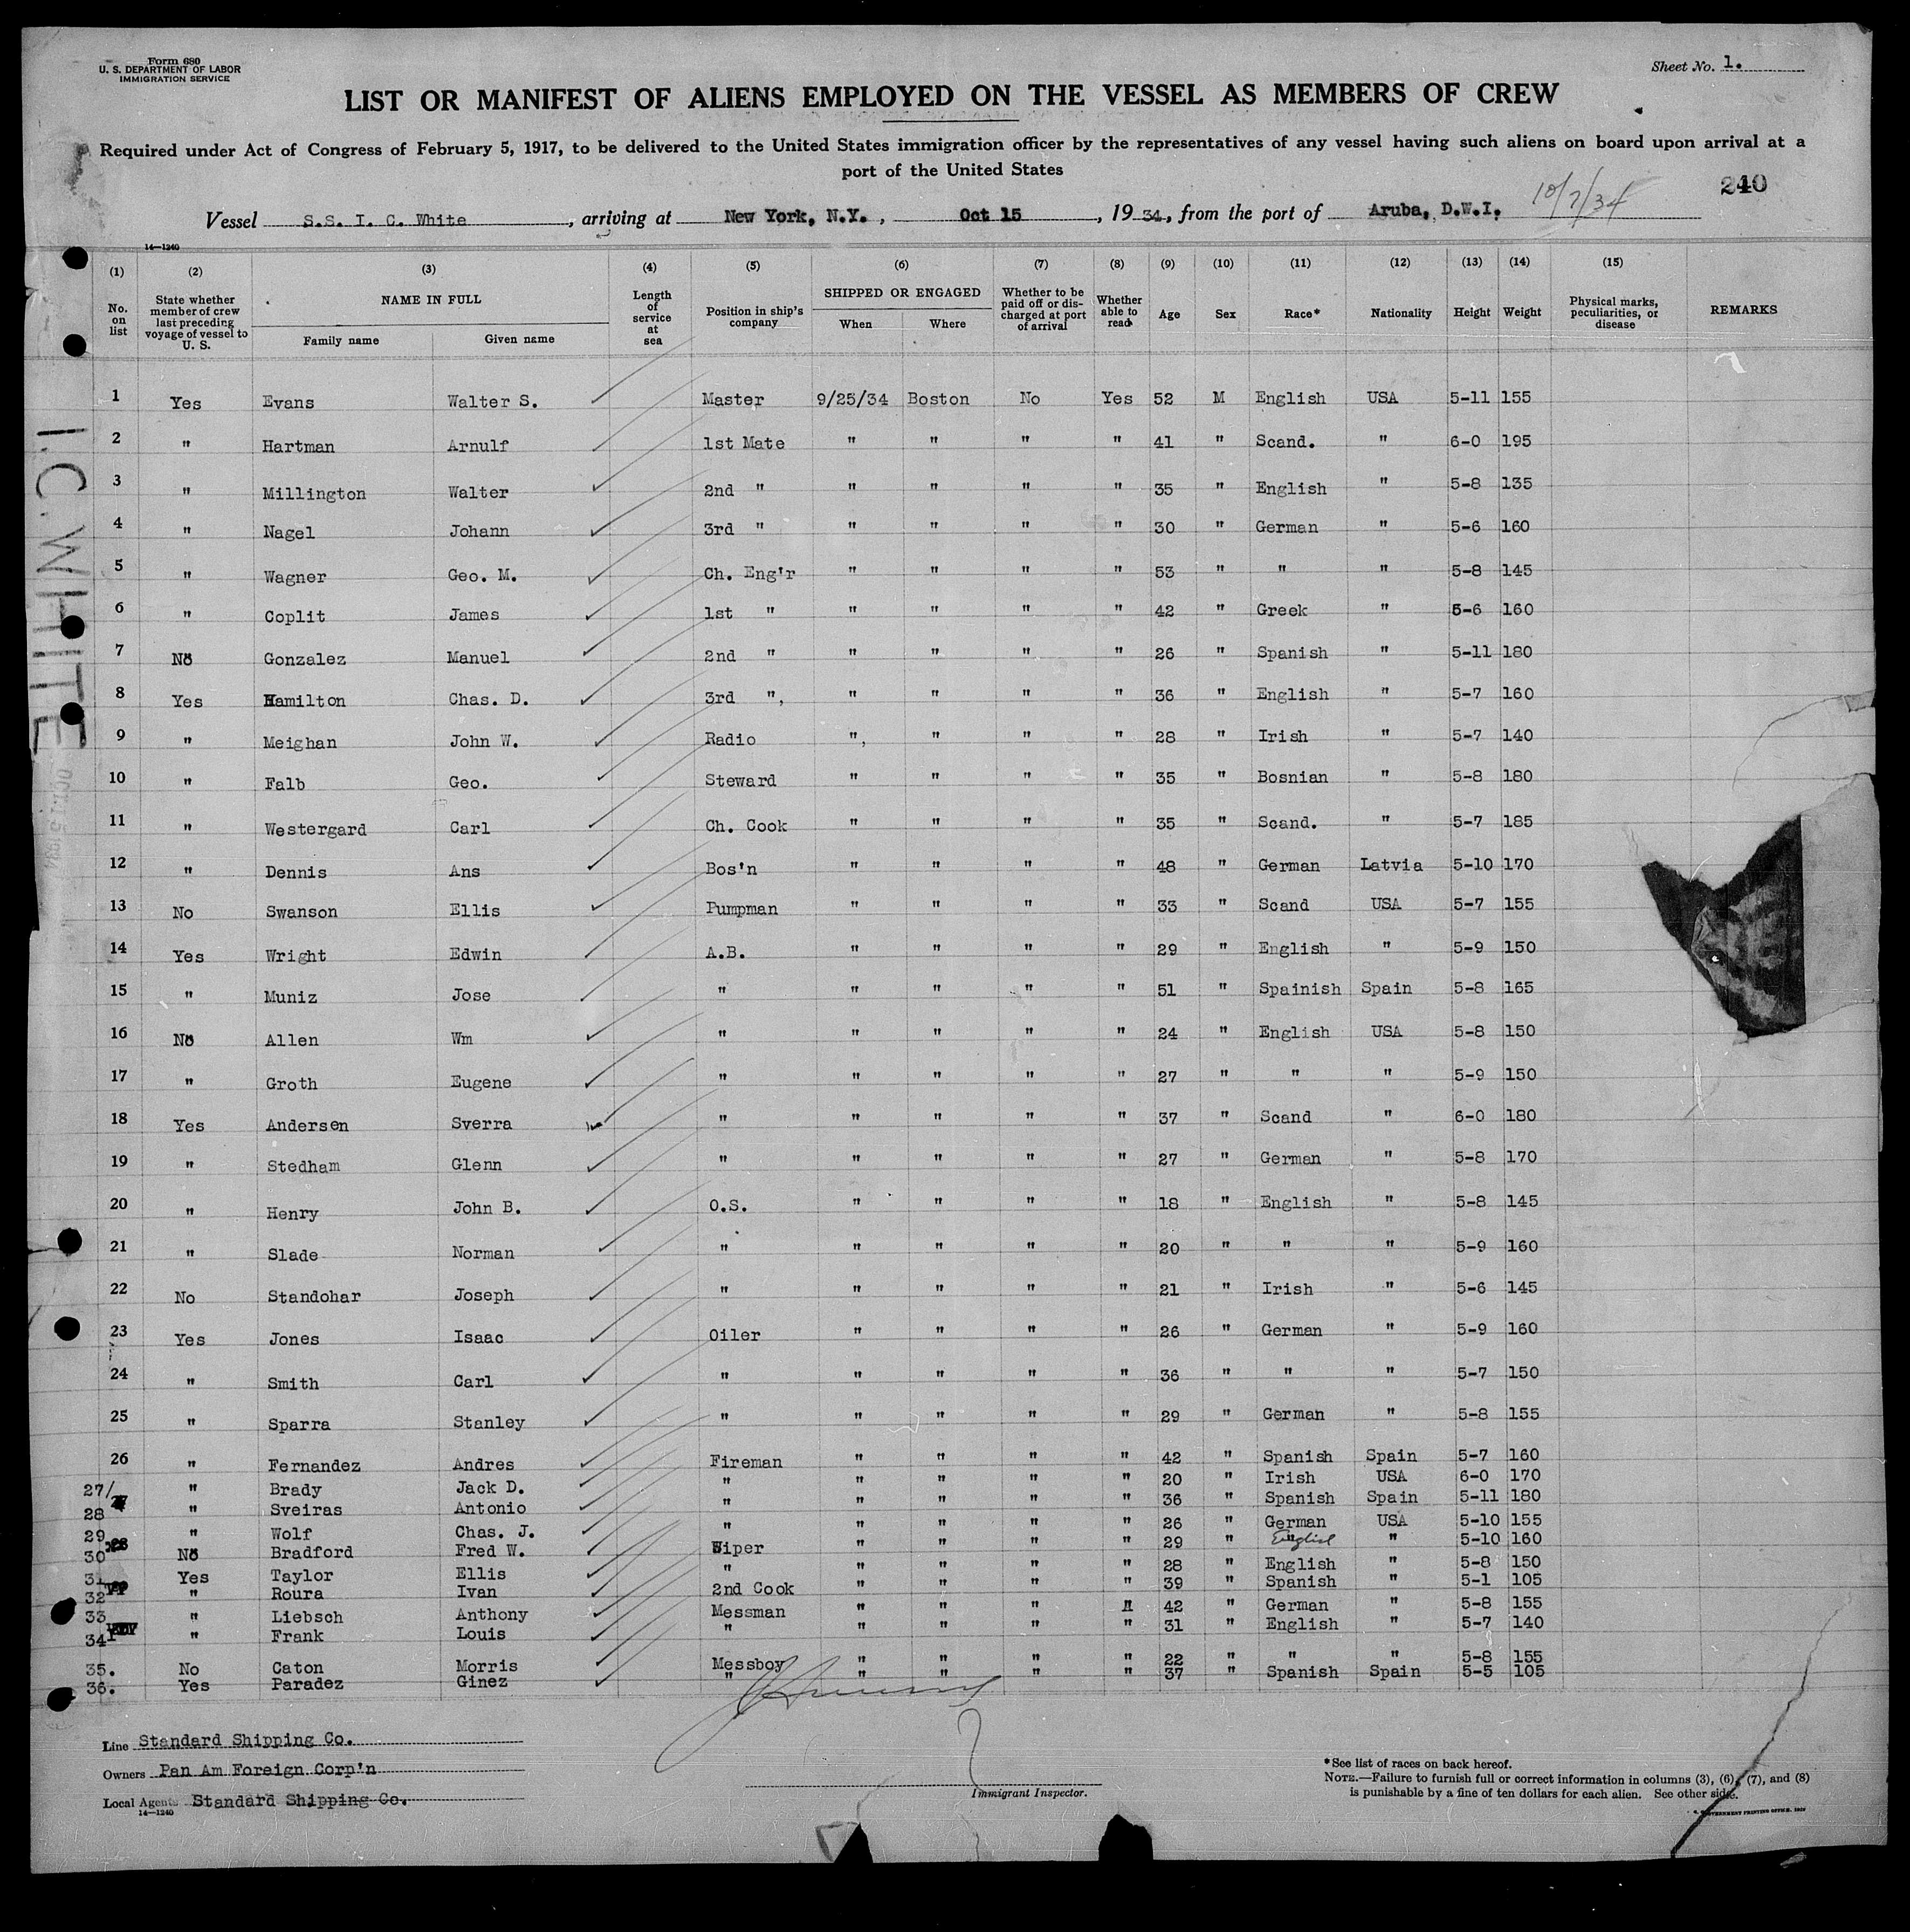 Form 680
U. S. DEPARTMENT OF LABOR
IMMIGRATION SERVICE
Sheet No. 1.
LIST OR MANIFEST OF ALIENS EMPLOYED ON THE VESSEL AS MEMBERS OF CREW
Required under Act of Congress of February 5, 1917, to be delivered to the United States immigration officer by the representatives of any vessel having such aliens on board upon arrival at a
port of the United States
240
10/7/34
Vessel S.S. I. C. White, arriving at New York, N.Y., Oct 15, 1934, from the port of Aruba, D.W.I.
14—1240
(1) (2) (3) (4) (5) (6) (7) (8) (9) (10) (11) (12) (13) (14) (15)
No. on list State whether member of crew last preceding voyage of vessel to U. S. NAME IN FULL Family name Given name Length of service at sea Position in ship's company SHIPPED OR ENGAGED When Where Whether to be paid off or discharged at port of arrival Whether able to read Age Sex Race* Nationality Height Weight Physical marks, peculiarities, or disease REMARKS
1 Yes Evans Walter S. Master 9/25/34 Boston No Yes 52 M English USA 5-11 155
2 " Hartman Arnulf 1st Mate " " " " 41 " Scand. " 6-0 195
3 " Millington Walter 2nd " " " " " 35 " English " 5-8 135
4 " Nagel Johann 3rd " " " " " 30 " German " 5-6 160
5 " Wagner Geo. M. Ch. Eng'r " " " " 53 " " " 5-8 145
6 " Coplit James 1st " " " " " 42 " Greek " 5-6 160
7 No Gonzalez Manuel 2nd " " " " " 26 " Spanish " 5-11 180
8 Yes Hamilton Chas. D. 3rd ", " " " " 36 " English " 5-7 160
9 " Meighan John W. Radio ", " " " 28 " Irish " 5-7 140
10 " Falb Geo. Steward " " " " 35 " Bosnian " 5-8 180
11 " Westergard Carl Ch. Cook " " " " 35 " Scand. " 5-7 185
12 " Dennis Ans Bos'n " " " " 48 " German Latvia 5-10 170
13 No Swanson Ellis Pumpman " " " " 33 " Scand USA 5-7 155
14 Yes Wright Edwin A.B. " " " " 29 " English " 5-9 150
15 " Muniz Jose " " " " " 51 " Spainish Spain 5-8 165
16 No Allen Wm " " " " " 24 " English USA 5-8 150
17 " Groth Eugene " " " " " 27 " " " 5-9 150
18 Yes Andersen Sverra " " " " " 37 " Scand " 6-0 180
19 " Stedham Glenn " " " " " 27 " German " 5-8 170
20 " Henry John B. O.S. " " " " 18 " English " 5-8 145
21 " Slade Norman " " " " " 20 " " " 5-9 160
22 No Standohar Joseph " " " " " 21 " Irish " 5-6 145
23 Yes Jones Isaac Oiler " " " " 26 " German " 5-9 160
24 " Smith Carl " " " " " 36 " " " 5-7 150
25 " Sparra Stanley " " " " " 29 " German " 5-8 155
26 " Fernandez Andres Fireman " " " " 42 " Spanish Spain 5-7 160
27 " Brady Jack D. " " " " " 20 " Irish USA 6-0 170
28 " Sveiras Antonio " " " " " 36 " Spanish Spain 5-11 180
29 " Wolf Chas. J. " " " " " 26 " German USA 5-10 155
30 No Bradford Fred W. Wiper " " " " 29 " English " 5-10 160
31 Yes Taylor Ellis " " " " " 28 " English " 5-8 150
32 " Roura Ivan 2nd Cook " " " " 39 " Spanish " 5-1 105
33 " Liebsch Anthony Messman " " " " 42 " German " 5-8 155
34 " Frank Louis " " " " " 31 " English " 5-7 140
35. No Caton Morris Messboy " " " " 22 " " " 5-8 155
36. Yes Paradez Ginez " " " " " 37 " Spanish Spain 5-5 105
I.C. WHITE
Line Standard Shipping Co.
Owners Pan Am Foreign Corp'n
Local Agents Standard Shipping Co.
14—1240
Immigrant Inspector.
*See list of races on back hereof.
NOTE.—Failure to furnish full or correct information in columns (3), (6), (7), and (8)
is punishable by a fine of ten dollars for each alien. See other side.